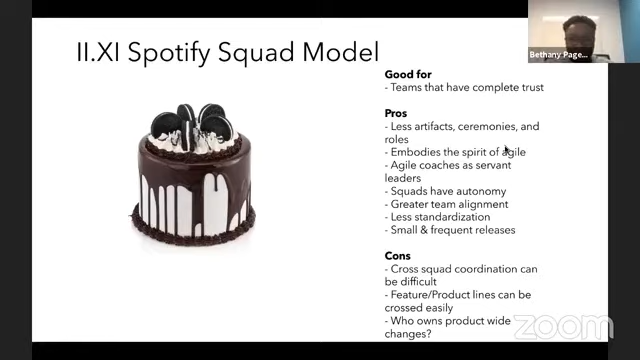 II.XI Spotify Squad Model
Bethany Page...
Good for
- Teams that have complete trust
Pros
- Less artifacts, ceremonies, and
roles
- Embodies the spirit of agile
- Agile coaches as servant
leaders
- Squads have autonomy
- Greater team alignment
- Less standardization
- Small & frequent releases
Cons
- Cross squad coordination can
be difficult
- Feature/Product lines can be
crossed easily
- Who owns product wide
changes?
zoom